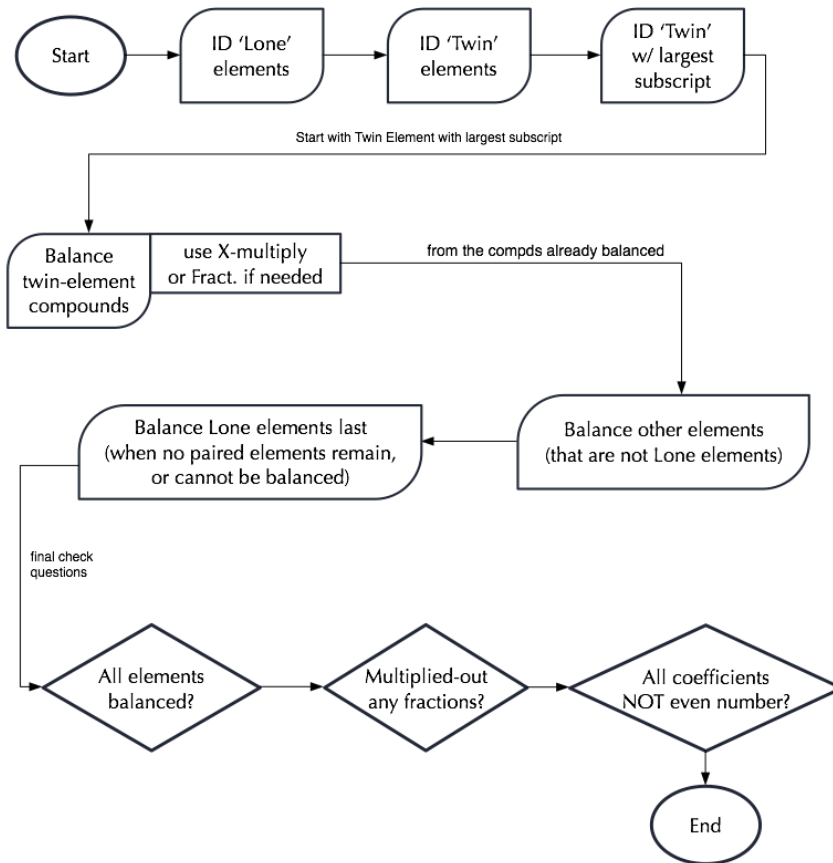 Start
ID 'Lone'
elements
ID 'Twin'
elements
ID 'Twin'
w/ largest
subscript
Start with Twin Element with largest subscript
Balance
twin-element
compounds
use X-multiply
or Fract. if needed
from the compds already balanced
Balance Lone elements last
(when no paired elements remain,
or cannot be balanced)
Balance other elements
(that are not Lone elements)
final check
questions
All elements
balanced?
Multiplied-out
any fractions?
All coefficients
NOT even number?
End